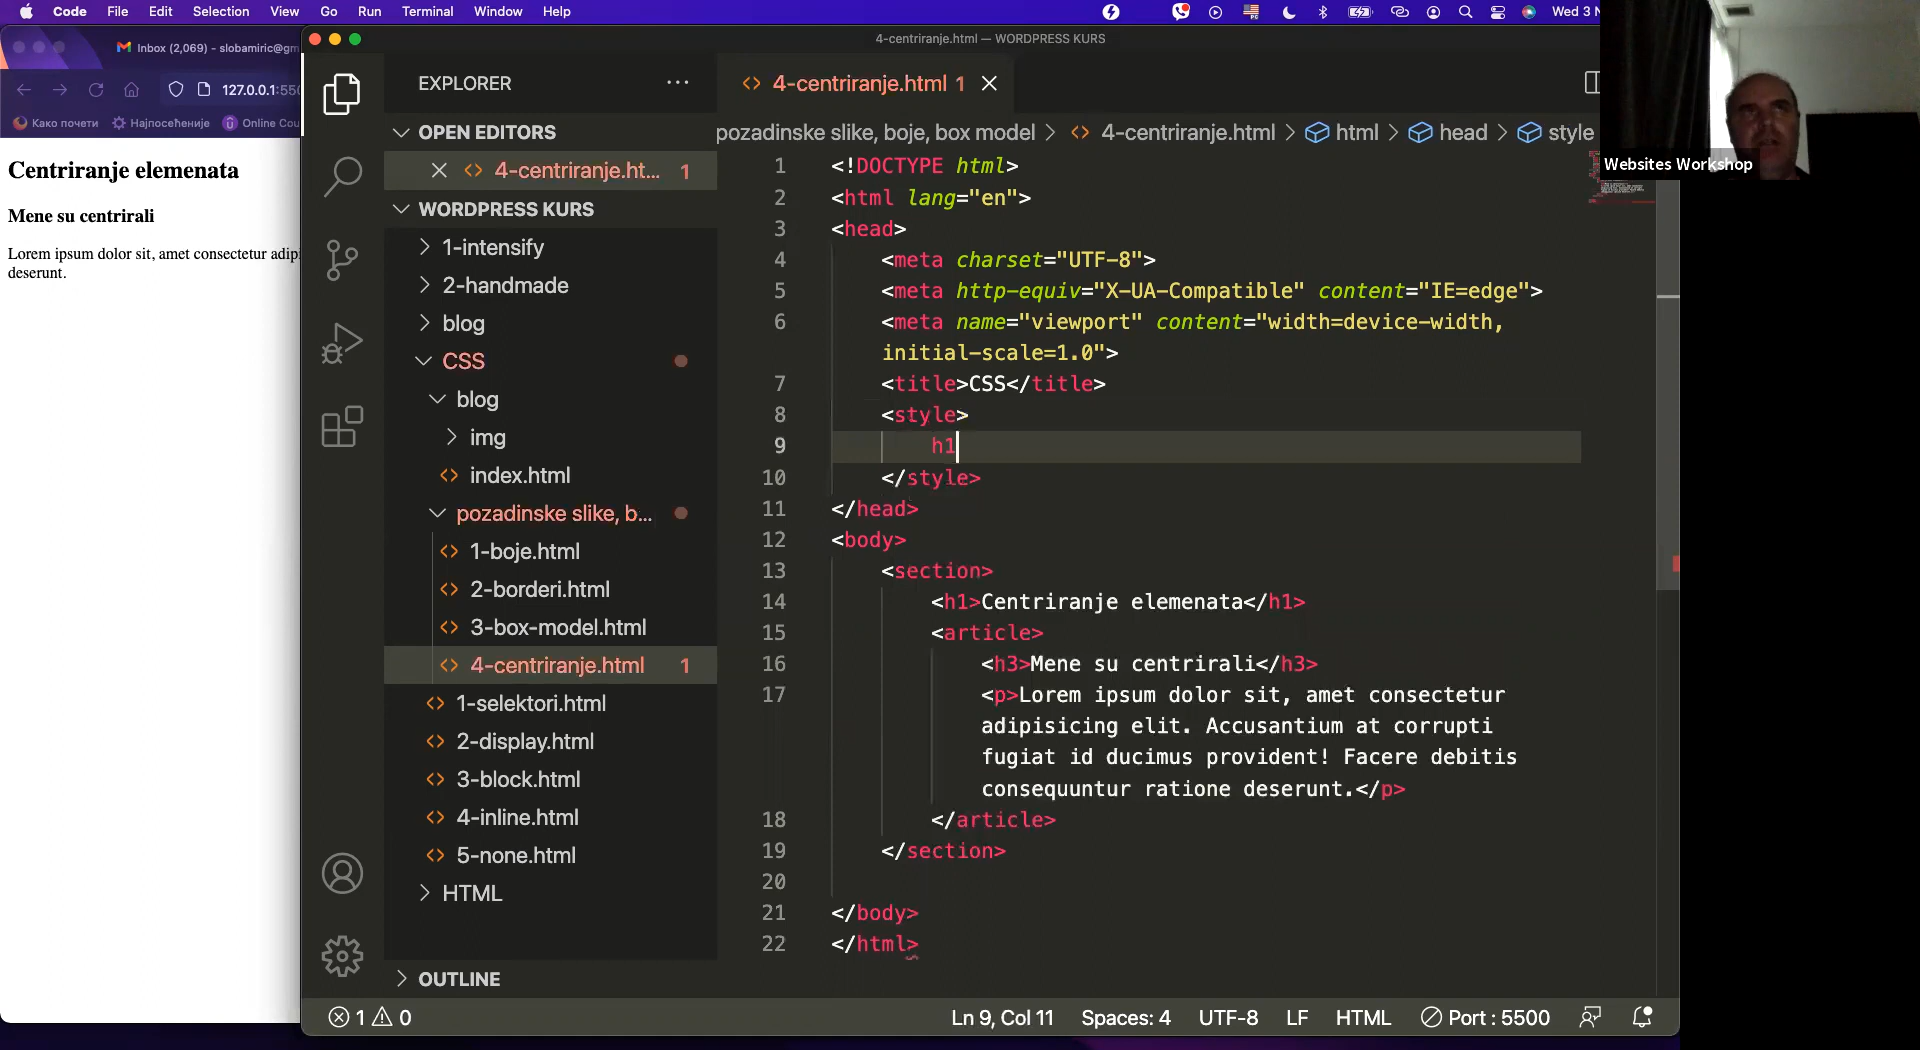 Code File Edit Selection View Go Run Terminal Window Help
Wed 3 N
Inbox (2,069) - slobamiric@gm
127.0.0.1:550
Како почети Најпосећеније Online Cou
Centriranje elemenata
Mene su centrirali
Lorem ipsum dolor sit, amet consectetur adipi
deserunt.
4-centriranje.html — WORDPRESS KURS
EXPLORER
OPEN EDITORS
4-centriranje.ht... 1
WORDPRESS KURS
1-intensify
2-handmade
blog
CSS
blog
img
index.html
pozadinske slike, b...
1-boje.html
2-borderi.html
3-box-model.html
4-centriranje.html 1
1-selektori.html
2-display.html
3-block.html
4-inline.html
5-none.html
HTML
OUTLINE
4-centriranje.html 1
pozadinske slike, boje, box model > 4-centriranje.html > html > head > style
1 <!DOCTYPE html>
2 <html lang="en">
3 <head>
4 <meta charset="UTF-8">
5 <meta http-equiv="X-UA-Compatible" content="IE=edge">
6 <meta name="viewport" content="width=device-width,
initial-scale=1.0">
7 <title>CSS</title>
8 <style>
9 h1
10 </style>
11 </head>
12 <body>
13 <section>
14 <h1>Centriranje elemenata</h1>
15 <article>
16 <h3>Mene su centrirali</h3>
17 <p>Lorem ipsum dolor sit, amet consectetur
adipisicing elit. Accusantium at corrupti
fugiat id ducimus provident! Facere debitis
consequuntur ratione deserunt.</p>
18 </article>
19 </section>
20
21 </body>
22 </html>
1 0
Ln 9, Col 11 Spaces: 4 UTF-8 LF HTML Port : 5500
Websites Workshop